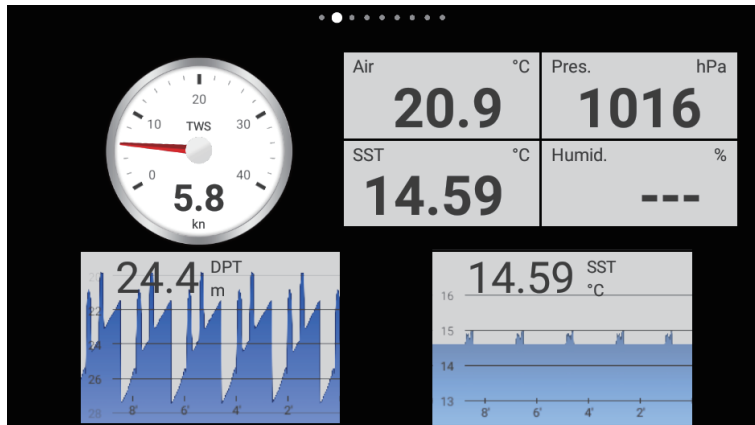 20
10
TWS
30
0
40
5.8
kn
Air °C
20.9
Pres. hPa
1016
SST °C
14.59
Humid. %
---
24.4 DPT
m
20
22
24
26
28
8' 6' 4' 2'
14.59 SST
°C
16
15
14
13
8' 6' 4' 2'